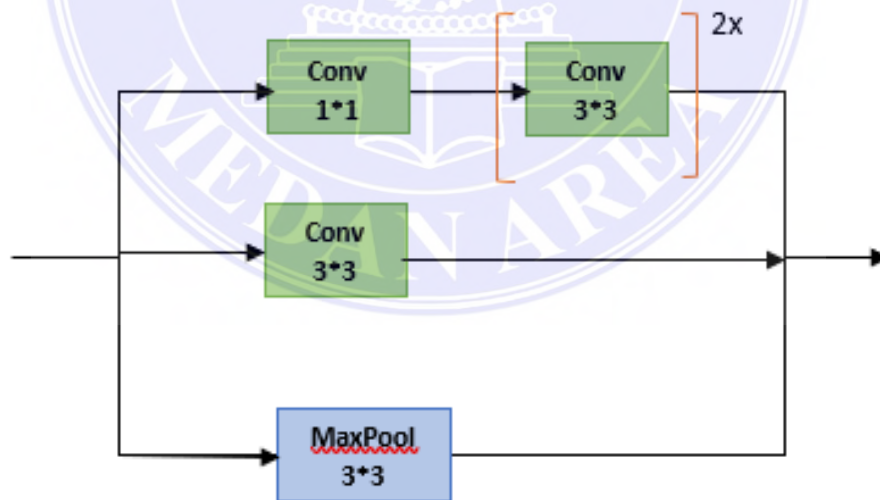 2x
Conv
1*1
Conv
3*3
Conv
3*3
MEDAN AREA
MaxPool
3*3